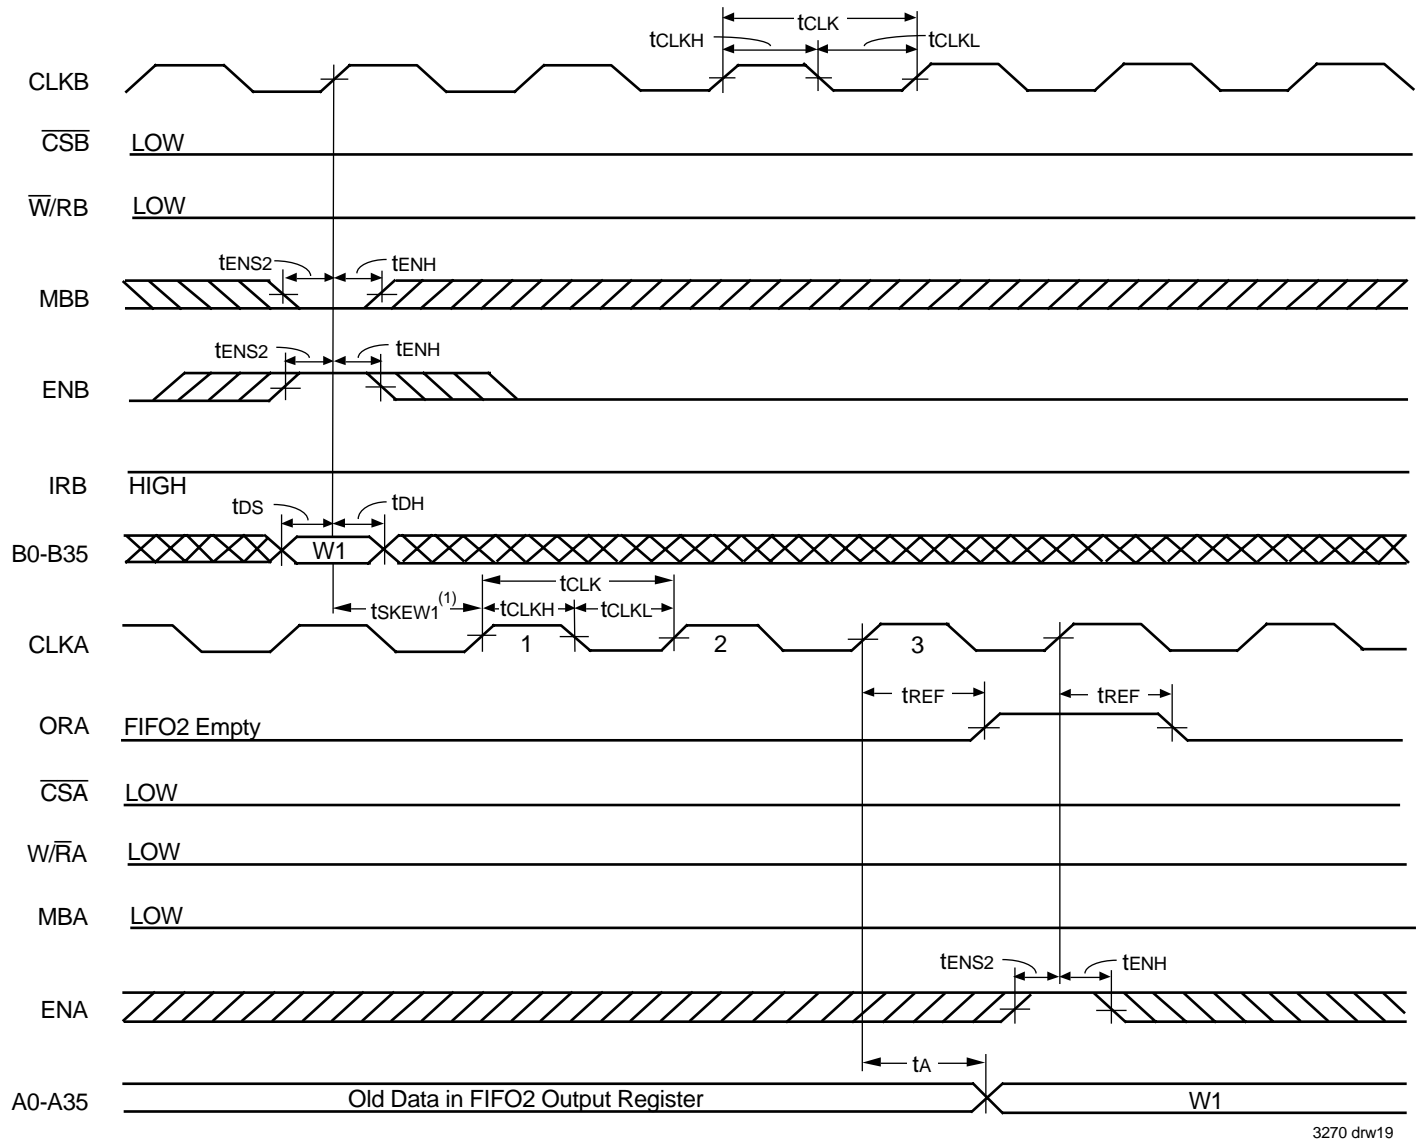 tCLK
tCLKH
tCLKL
CLKB
CSB
LOW
W/RB
LOW
tENS2
tENH
MBB
tENS2
tENH
ENB
IRB
HIGH
tDS
tDH
B0-B35
W1
tCLK
tSKEW1(1)
tCLKH
tCLKL
CLKA
1
2
3
tREF
tREF
ORA
FIFO2 Empty
CSA
LOW
W/RA
LOW
MBA
LOW
tENS2
tENH
ENA
tA
A0-A35
Old Data in FIFO2 Output Register
W1
3270 drw19